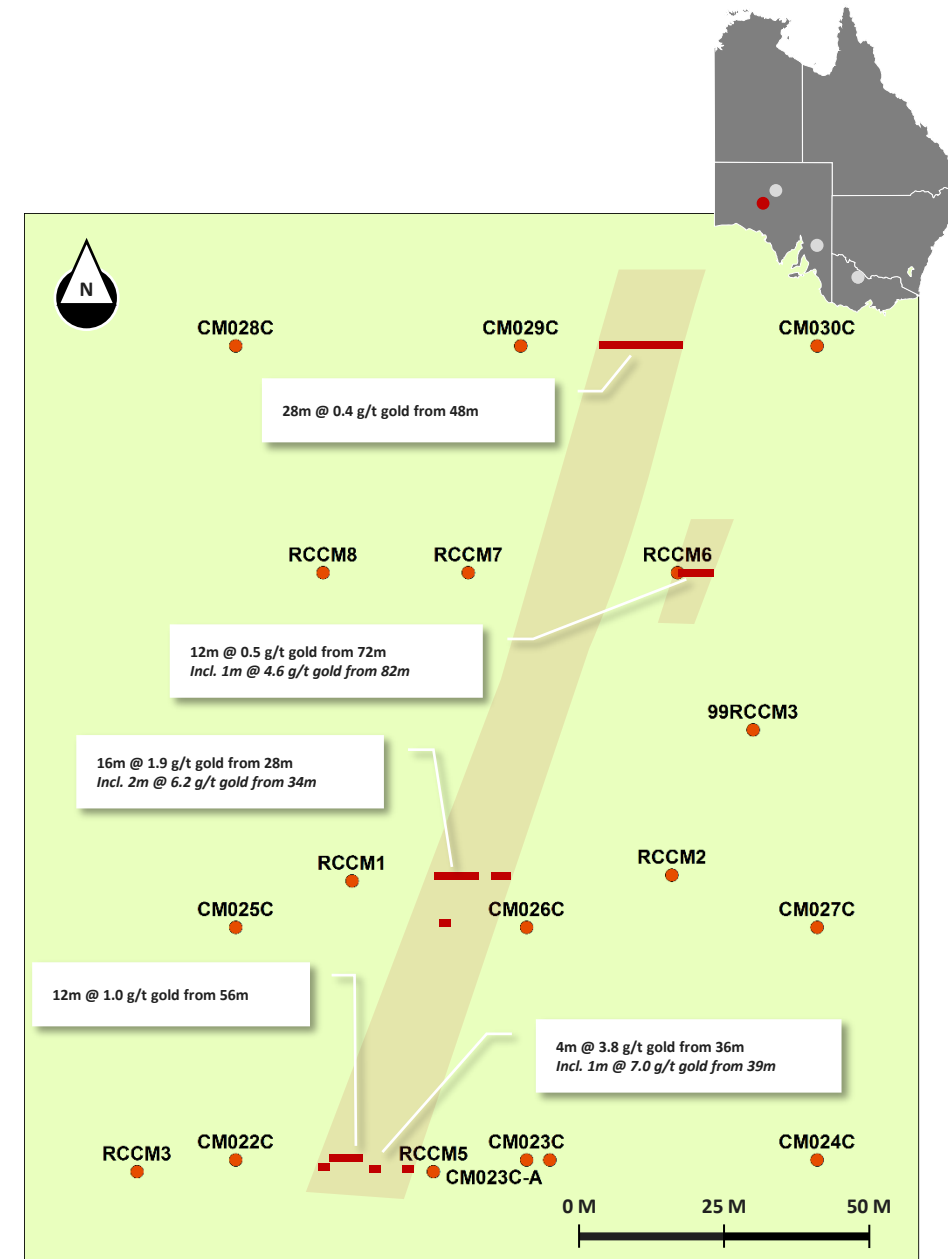 N
CM028C
CM029C
CM030C
28m @ 0.4 g/t gold from 48m
RCCM8
RCCM7
RCCM6
12m @ 0.5 g/t gold from 72m
Incl. 1m @ 4.6 g/t gold from 82m
99RCCM3
16m @ 1.9 g/t gold from 28m
Incl. 2m @ 6.2 g/t gold from 34m
RCCM1
RCCM2
CM025C
CM026C
CM027C
12m @ 1.0 g/t gold from 56m
4m @ 3.8 g/t gold from 36m
Incl. 1m @ 7.0 g/t gold from 39m
RCCM3
CM022C
RCCM5
CM023C
CM024C
CM023C-A
0 M
25 M
50 M